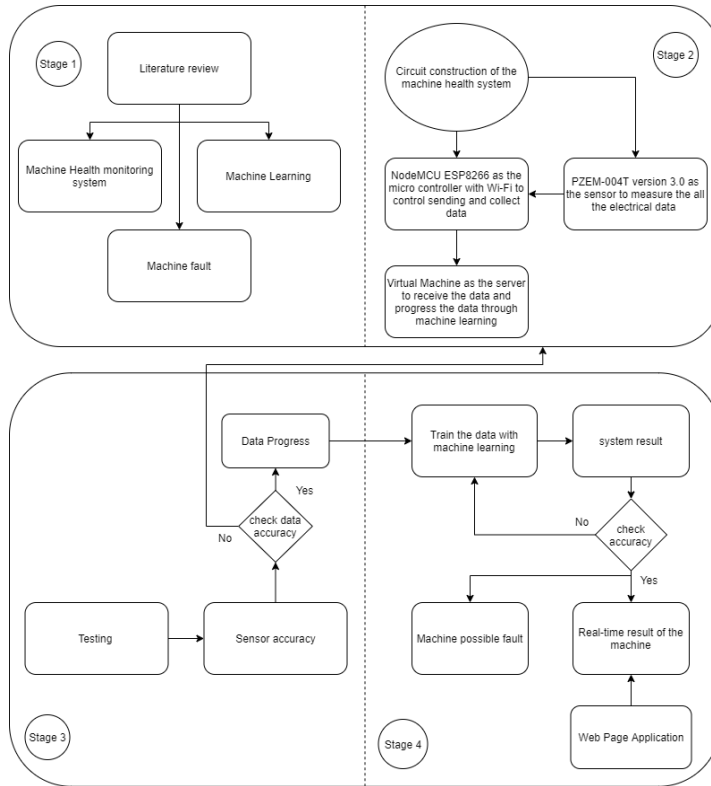 Stage 1
Literature review
Machine Health monitoring
system
Machine Learning
Machine fault
Stage 2
Circuit construction of the
machine health system
NodeMCU ESP8266 as the
micro controller with Wi-Fi to
control sending and collect
data
PZEM-004T version 3.0 as
the sensor to measure the all
the electrical data
Virtual Machine as the server
to receive the data and
progress the data through
machine learning
Data Progress
Yes
check data
accuracy
No
Testing
Sensor accuracy
Stage 3
Train the data with
machine learning
system result
No
check
accuracy
Yes
Machine possible fault
Real-time result of the
machine
Web Page Application
Stage 4